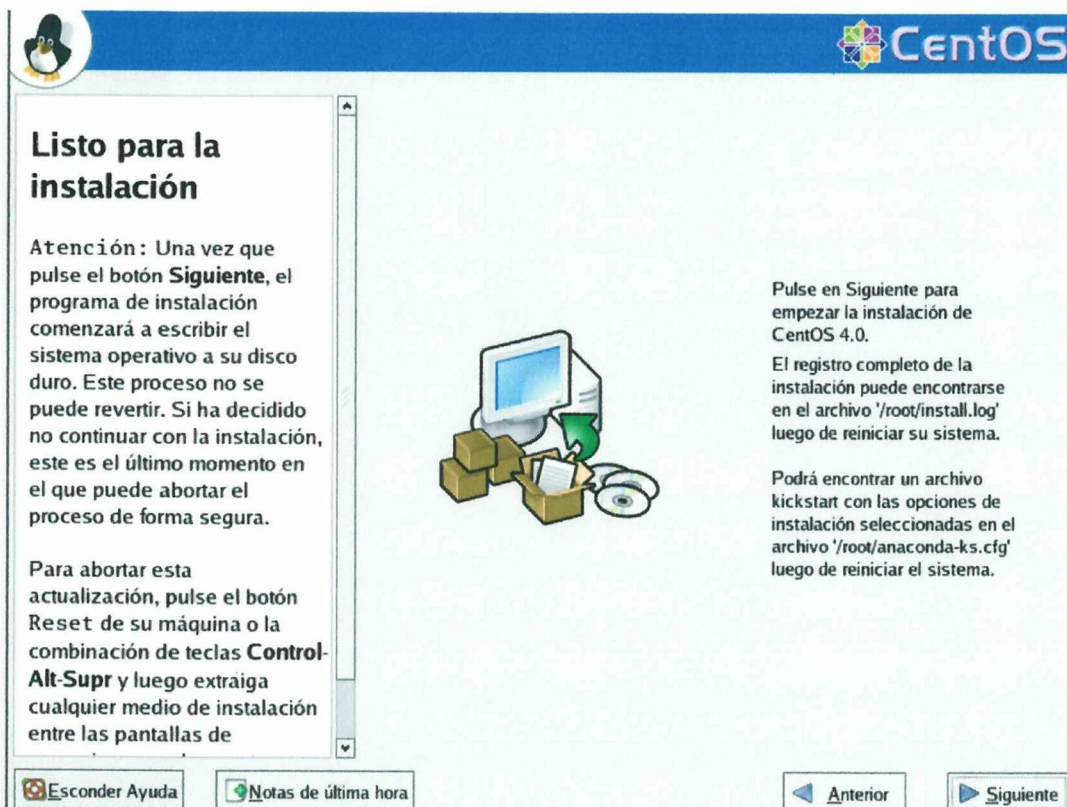 CentOS
Listo para la
instalación
Atención: Una vez que
pulse el botón Siguiente, el
programa de instalación
comenzará a escribir el
sistema operativo a su disco
duro. Este proceso no se
puede revertir. Si ha decidido
no continuar con la instalación,
este es el último momento en
el que puede abortar el
proceso de forma segura.
Para abortar esta
actualización, pulse el botón
Reset de su máquina o la
combinación de teclas Control-
Alt-Supr y luego extraiga
cualquier medio de instalación
entre las pantallas de
Pulse en Siguiente para
empezar la instalación de
CentOS 4.0.
El registro completo de la
instalación puede encontrarse
en el archivo '/root/install.log'
luego de reiniciar su sistema.
Podrá encontrar un archivo
kickstart con las opciones de
instalación seleccionadas en el
archivo '/root/anaconda-ks.cfg'
luego de reiniciar el sistema.
Esconder Ayuda
Notas de última hora
Anterior
Siguiente